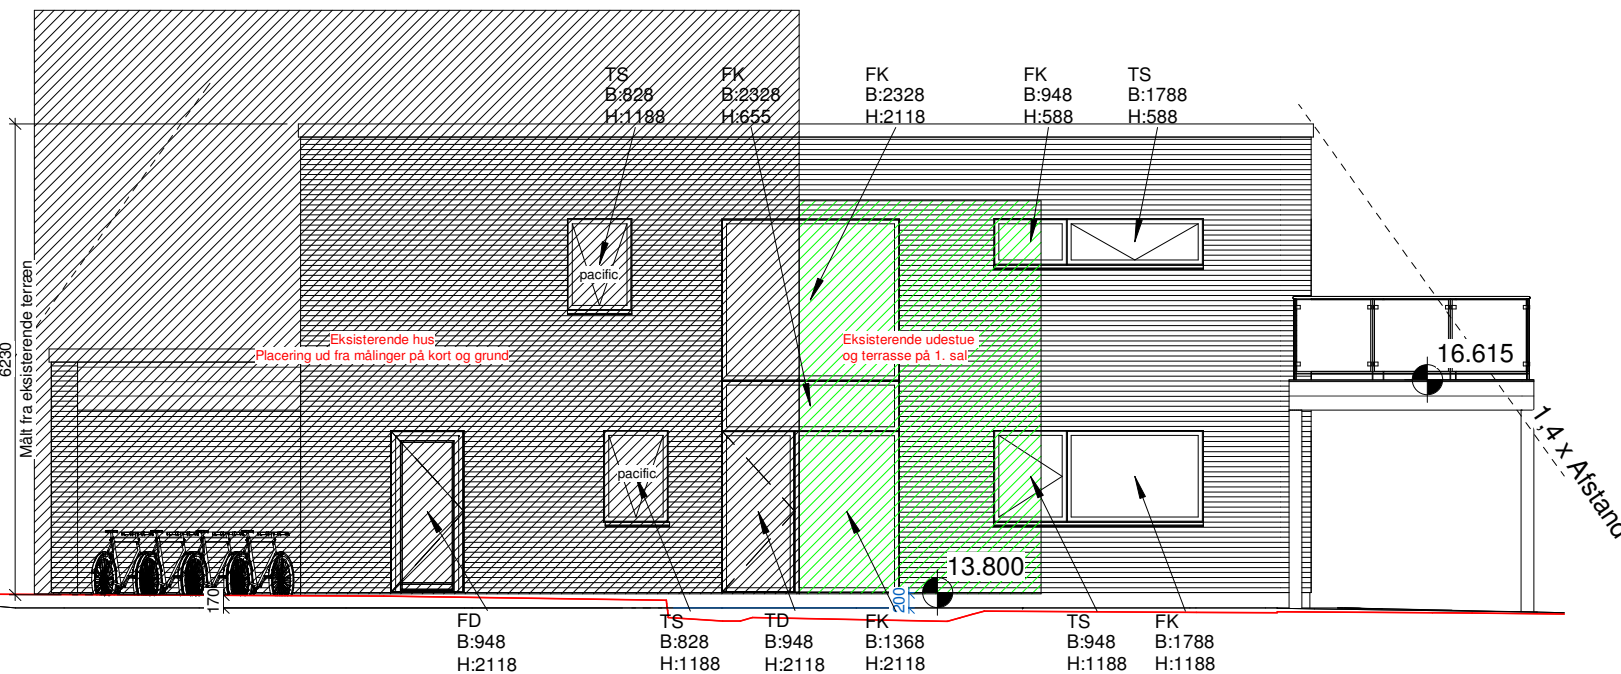 TS
B:828
H:1188
FK
B:2328
H:655
FK
B:2328
H:2118
FK
B:948
H:588
TS
B:1788
H:588
6230
Målt fra eksisterende terræn
pacific
Eksisterende hus
Placering ud fra målinger på kort og grund
Eksisterende udestue
og terrasse på 1. sal
16.615
1,4 x Afstand
pacific
13.800
170
200
FD
B:948
H:2118
TS
B:828
H:1188
TD
B:948
H:2118
FK
B:1368
H:2118
TS
B:948
H:1188
FK
B:1788
H:1188